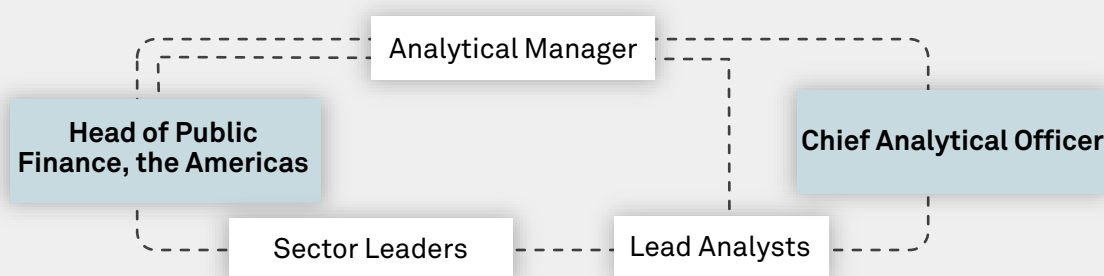 Analytical Manager
Head of Public
Finance, the Americas
Chief Analytical Officer
Sector Leaders
Lead Analysts